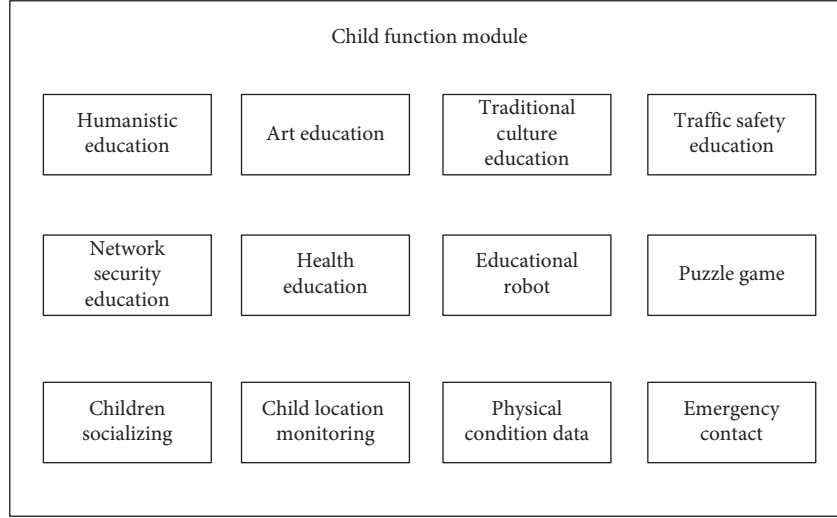 Child function module
Humanistic
education
Art education
Traditional
culture
education
Traffic safety
education
Network
security
education
Health
education
Educational
robot
Puzzle game
Children
socializing
Child location
monitoring
Physical
condition data
Emergency
contact